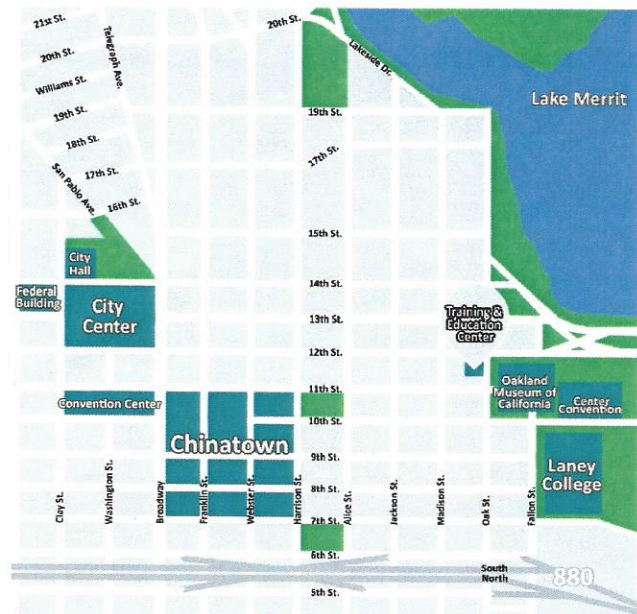 21st St.
20th St.
Williams St.
19th St.
18th St.
17th St.
16th St.
Telegraph Ave.
San Pablo Ave.
20th St.
Lakeside Dr.
Lake Merrit
19th St.
17th St.
15th St.
14th St.
13th St.
12th St.
11th St.
10th St.
9th St.
8th St.
7th St.
6th St.
5th St.
City
Hall
Federal
Building
City
Center
Training &
Education
Center
Convention Center
Chinatown
Oakland
Museum of
California
Center
Convention
Laney
College
Clay St.
Washington St.
Broadway
Franklin St.
Webster St.
Harrison St.
Alice St.
Jackson St.
Madison St.
Oak St.
Fallon St.
South
North
880